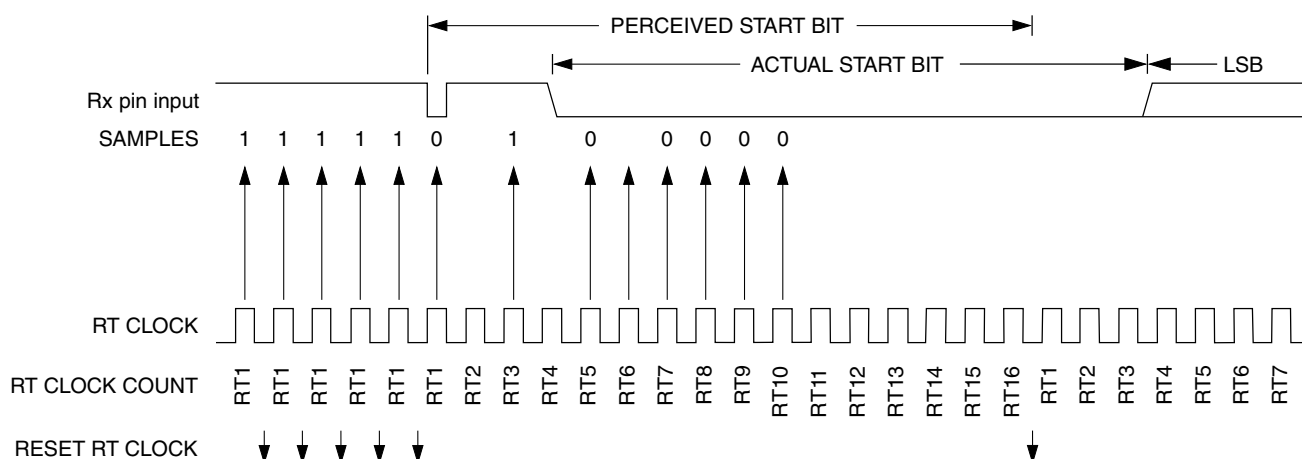 PERCEIVED START BIT
ACTUAL START BIT
LSB
Rx pin input
SAMPLES 1 1 1 1 1 0 1 0 0 0 0 0
RT CLOCK
RT CLOCK COUNT RT1 RT1 RT1 RT1 RT1 RT1 RT2 RT3 RT4 RT5 RT6 RT7 RT8 RT9 RT10 RT11 RT12 RT13 RT14 RT15 RT16 RT1 RT2 RT3 RT4 RT5 RT6 RT7
RESET RT CLOCK